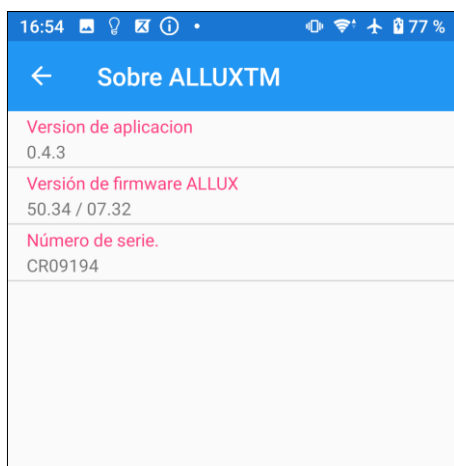 16:54 77 %
Sobre ALLUXTM
Version de aplicacion
0.4.3
Versión de firmware ALLUX
50.34 / 07.32
Número de serie.
CR09194